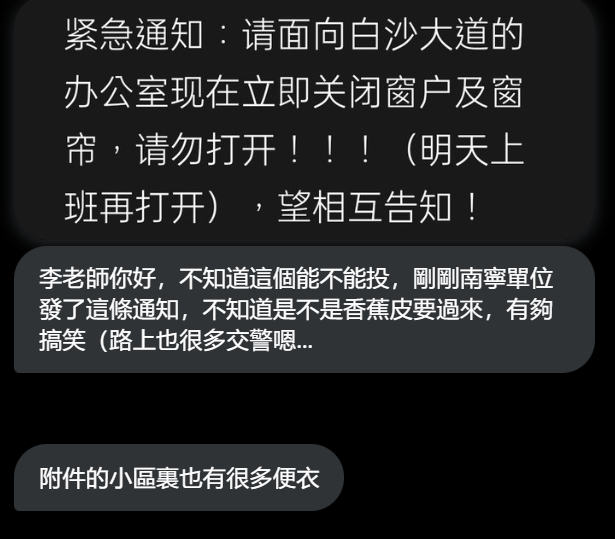 紧急通知：请面向白沙大道的
办公室现在立即关闭窗户及窗
帘，请勿打开！！！（明天上
班再打开），望相互告知！
李老師你好，不知道這個能不能投，剛剛南寧單位
發了這條通知，不知道是不是香蕉皮要過來，有夠
搞笑（路上也很多交警嗯...
附件的小區裏也有很多便衣